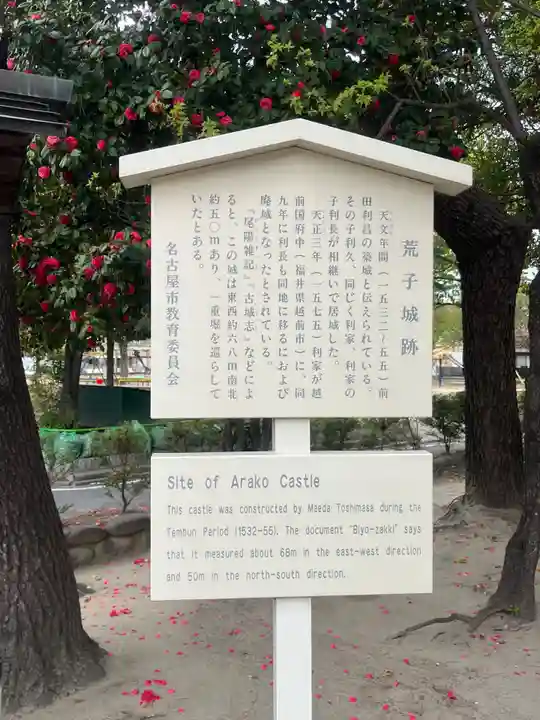 荒子城跡
天文年間(一五三二~五五)前
田利昌の築城と伝えられている。
その子利久、同じく利家、利家の
子利長が相継いで居城した。
天正三年(一五七五)利家が越
前国府中(福井県越前市)に、同
九年に利長も同地に移るにおよび
廃城となったとされている。
『尾陽雑記』『古城志』などによ
ると、この城は東西約六八m南北
約五〇mあり、一重堀を巡らして
いたとある。
名古屋市教育委員会
Site of Arako Castle
This castle was constructed by Maeda Toshimasa during the
Tembun Period (1532-55). The document "Biyo-zakki" says
that it measured about 68m in the east-west direction
and 50m in the north-south direction.